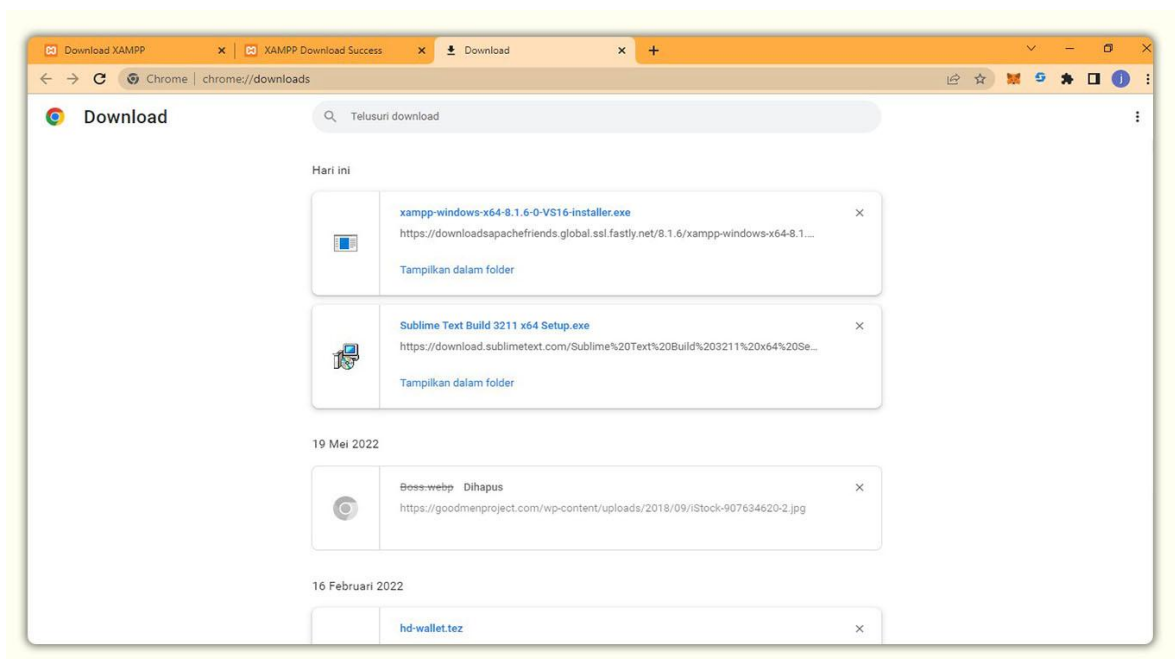 Download XAMPP
XAMPP Download Success
Download
Chrome | chrome://downloads
j
Download
Telusuri download
Hari ini
xampp-windows-x64-8.1.6-0-VS16-installer.exe
https://downloadsapachefriends.global.ssl.fastly.net/8.1.6/xampp-windows-x64-8.1....
Tampilkan dalam folder
Sublime Text Build 3211 x64 Setup.exe
https://download.sublimetext.com/Sublime%20Text%20Build%203211%20x64%20Se...
Tampilkan dalam folder
19 Mei 2022
Boss.webp Dihapus
https://goodmenproject.com/wp-content/uploads/2018/09/iStock-907634620-2.jpg
16 Februari 2022
hd-wallet.tez